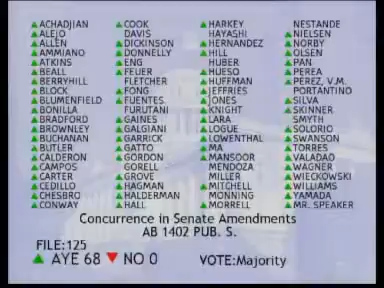 ACHADJIAN COOK HARKEY NESTANDE
ALEJO DAVIS HAYASHI NIELSEN
ALLEN DICKINSON HERNANDEZ NORBY
AMMIANO DONNELLY HILL OLSEN
ATKINS ENG HUBER PAN
BEALL FEUER HUESO PEREA
BERRYHILL FLETCHER HUFFMAN PEREZ, V.M.
BLOCK FONG JEFFRIES PORTANTINO
BLUMENFIELD FUENTES JONES SILVA
BONILLA FURUTANI KNIGHT SKINNER
BRADFORD GAINES LARA SMYTH
BROWNLEY GALGIANI LOGUE SOLORIO
BUCHANAN GARRICK LOWENTHAL SWANSON
BUTLER GATTO MA TORRES
CALDERON GORDON MANSOOR VALADAO
CAMPOS GORELL MENDOZA WAGNER
CARTER GROVE MILLER WIECKOWSKI
CEDILLO HAGMAN MITCHELL WILLIAMS
CHESBRO HALDERMAN MONNING YAMADA
CONWAY HALL MORRELL MR. SPEAKER
Concurrence in Senate Amendments
AB 1402 PUB. S.
FILE:125
AYE 68 NO 0 VOTE:Majority